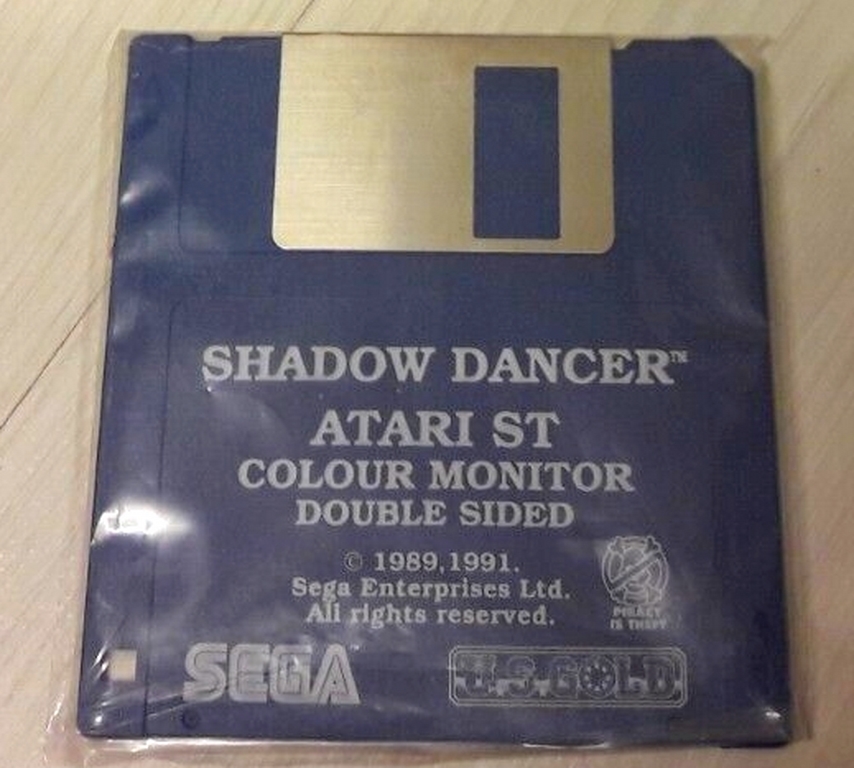 SHADOW DANCER™
ATARI ST
COLOUR MONITOR
DOUBLE SIDED
© 1989,1991.
Sega Enterprises Ltd.
All rights reserved.
PIRACY
IS THEFT
SEGA
U.S. GOLD